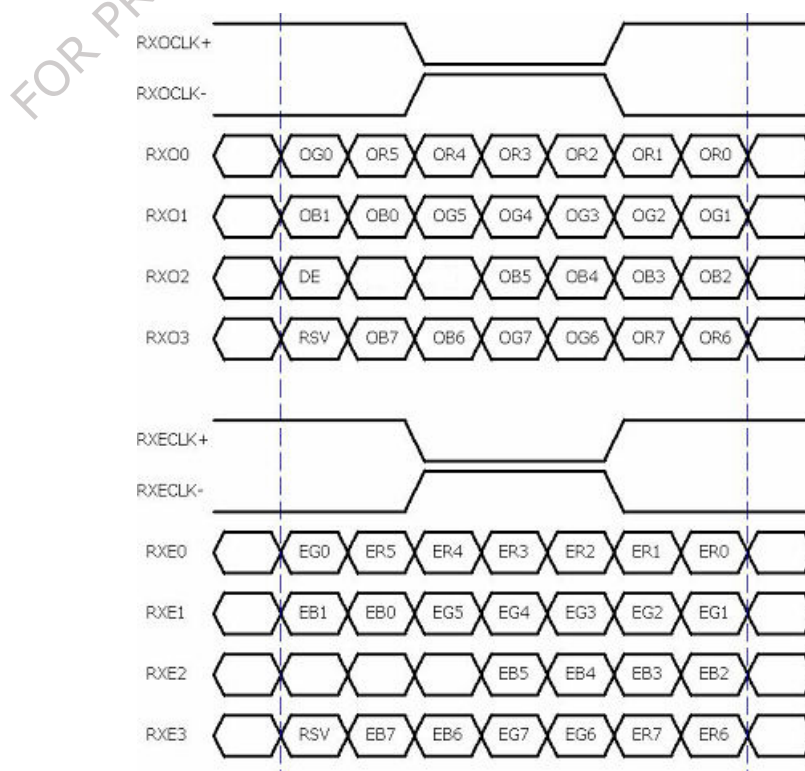 FOR PR
RXOCLK+
RXOCLK-
RXO0 OG0 OR5 OR4 OR3 OR2 OR1 OR0
RXO1 OB1 OB0 OG5 OG4 OG3 OG2 OG1
RXO2 DE OB5 OB4 OB3 OB2
RXO3 RSV OB7 OB6 OG7 OG6 OR7 OR6
RXECLK+
RXECLK-
RXE0 EG0 ER5 ER4 ER3 ER2 ER1 ER0
RXE1 EB1 EB0 EG5 EG4 EG3 EG2 EG1
RXE2 EB5 EB4 EB3 EB2
RXE3 RSV EB7 EB6 EG7 EG6 ER7 ER6